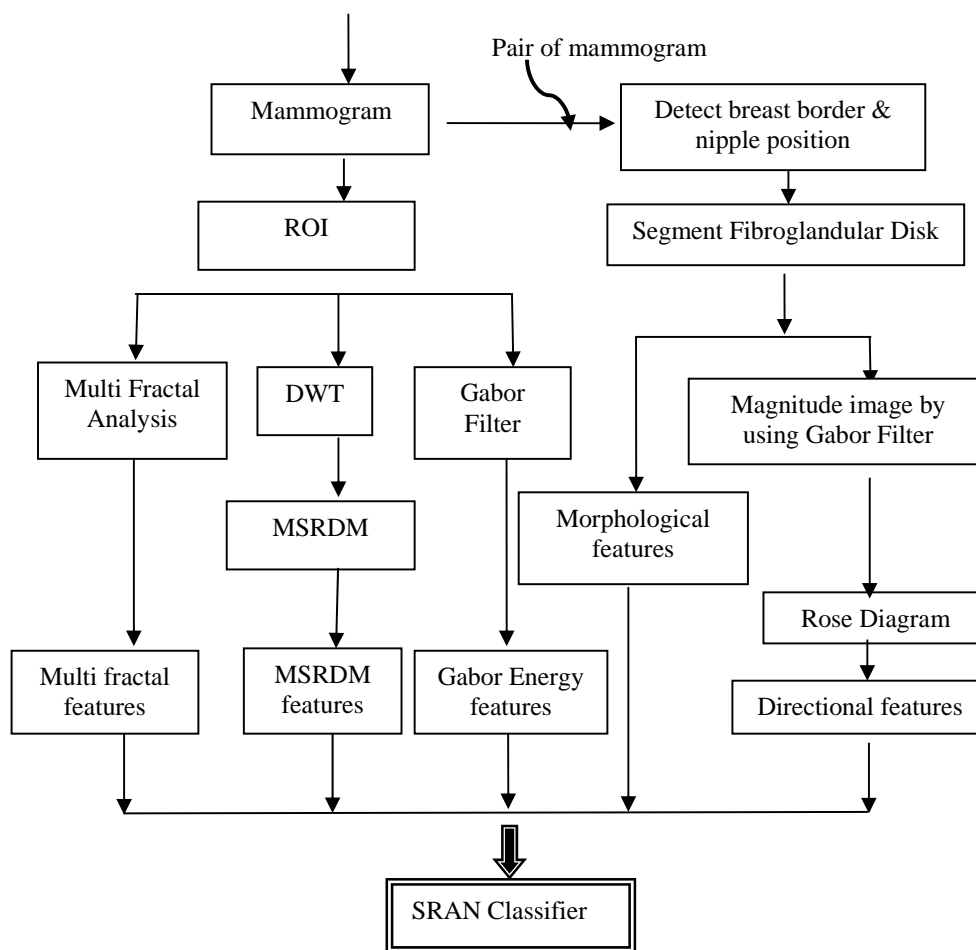 Pair of mammogram
Mammogram
Detect breast border &
nipple position
ROI
Segment Fibroglandular Disk
Multi Fractal
Analysis
DWT
Gabor
Filter
Magnitude image by
using Gabor Filter
MSRDM
Morphological
features
Rose Diagram
Multi fractal
features
MSRDM
features
Gabor Energy
features
Directional features
SRAN Classifier